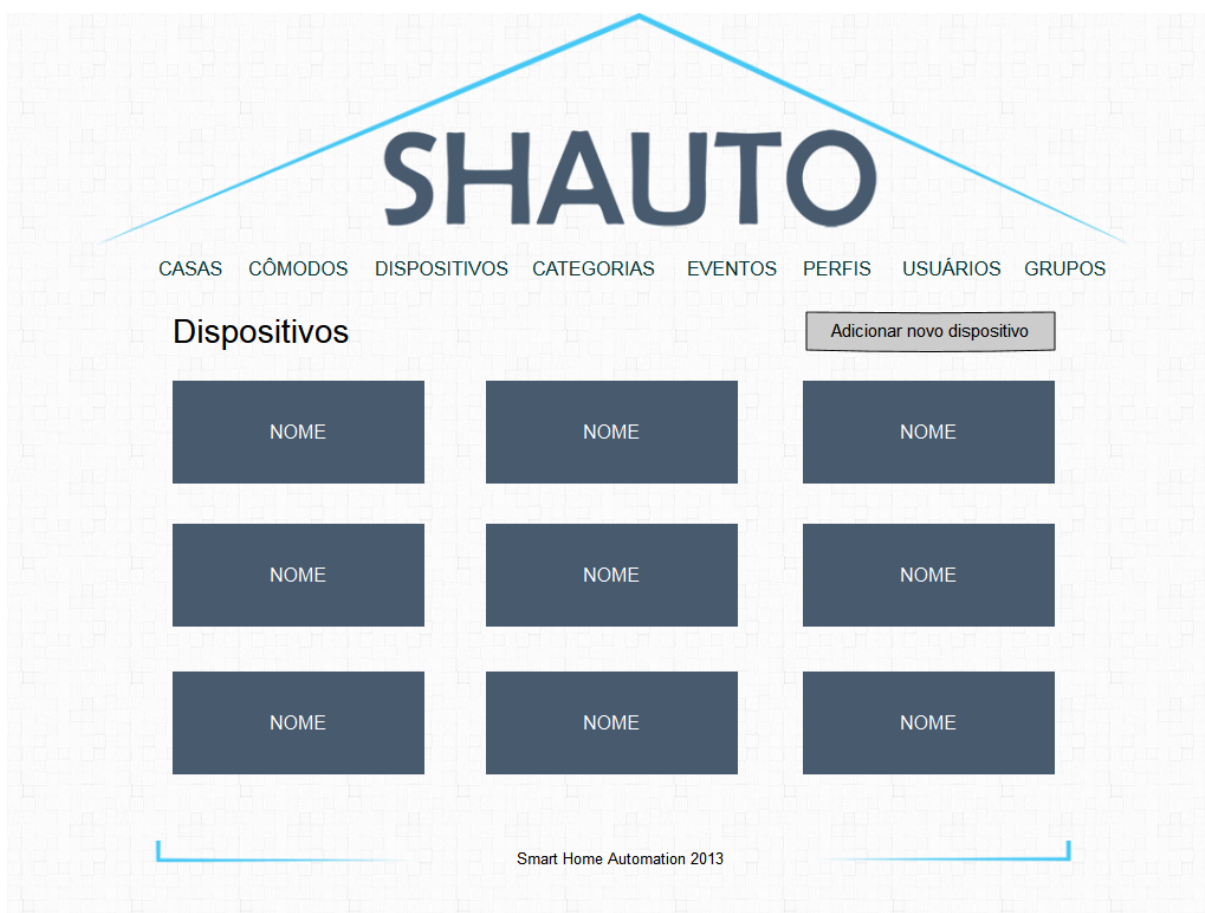 SHAUTO
CASAS CÔMODOS DISPOSITIVOS CATEGORIAS EVENTOS PERFIS USUÁRIOS GRUPOS
Dispositivos Adicionar novo dispositivo
NOME NOME NOME
NOME NOME NOME
NOME NOME NOME
Smart Home Automation 2013